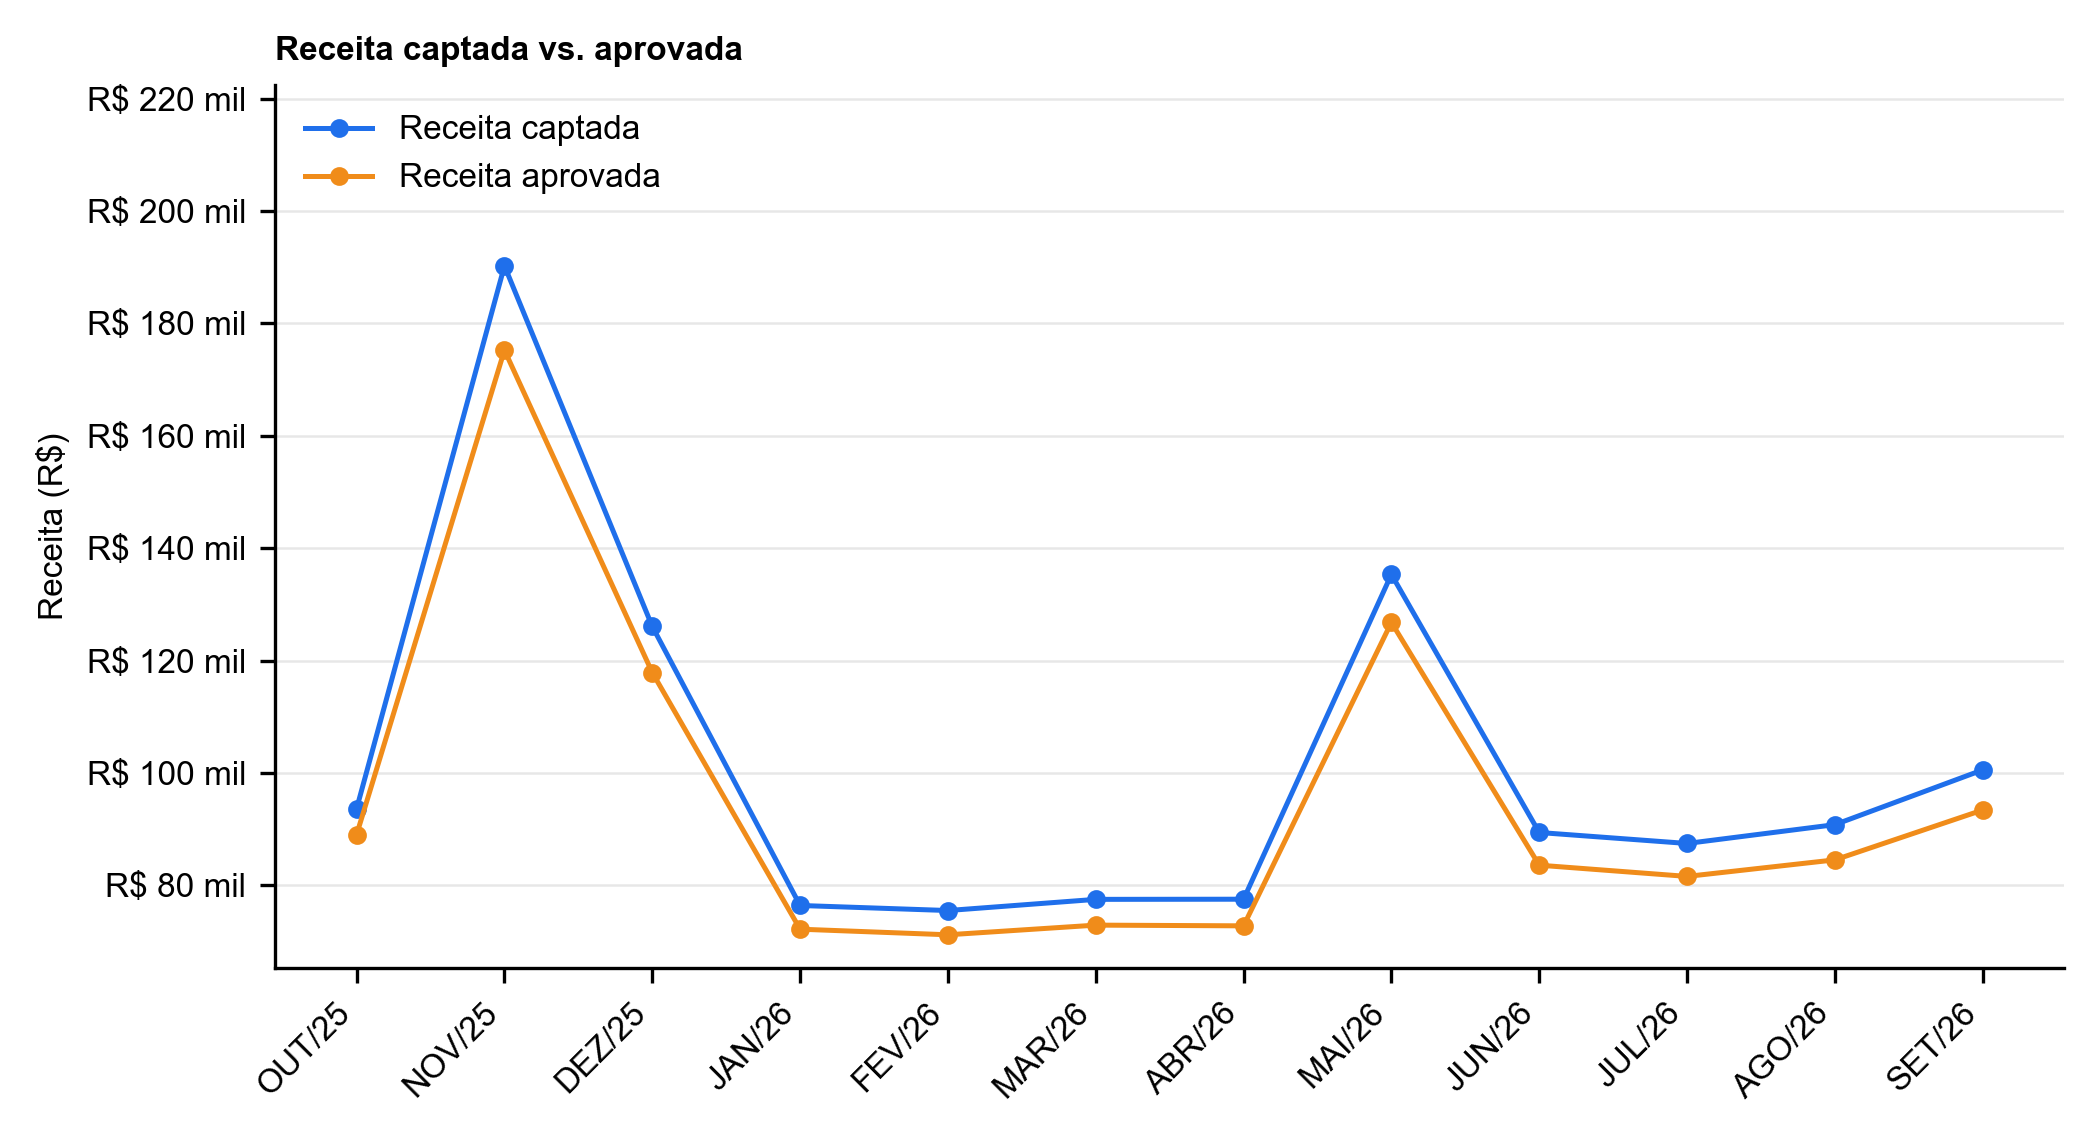 Receita captada vs. aprovada
R$ 220 mil
R$ 200 mil
R$ 180 mil
R$ 160 mil
R$ 140 mil
R$ 120 mil
R$ 100 mil
R$ 80 mil
Receita (R$)
Receita captada
Receita aprovada
OUT/25
NOV/25
DEZ/25
JAN/26
FEV/26
MAR/26
ABR/26
MAI/26
JUN/26
JUL/26
AGO/26
SET/26